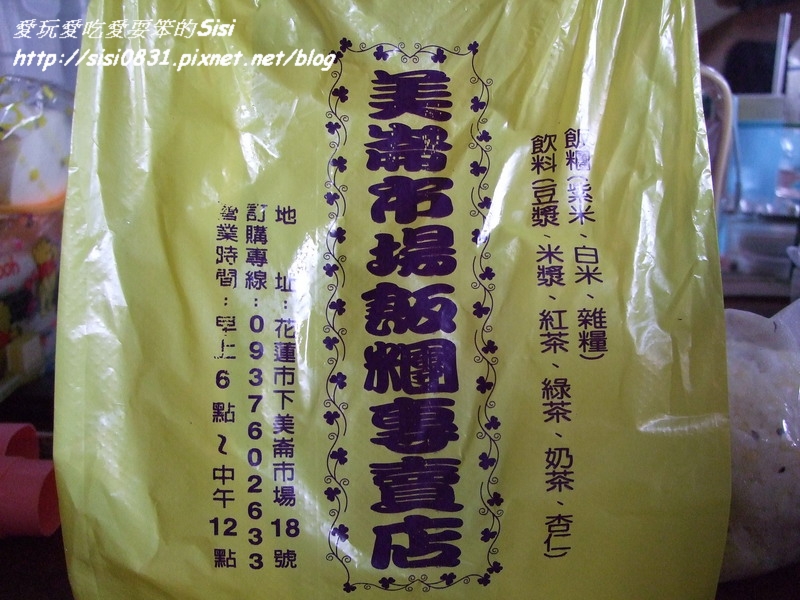 愛玩愛吃愛耍笨的Sisi
http://sisi0831.pixnet.net/blog
飯糰(紫米、白米、雜糧)
飲料(豆漿、米漿、紅茶、綠茶、奶茶、杏仁)
美崙市場飯糰專賣店
地址:花蓮市下美崙市場18號
訂購專線:0937602633
營業時間:早上6點~中午12點